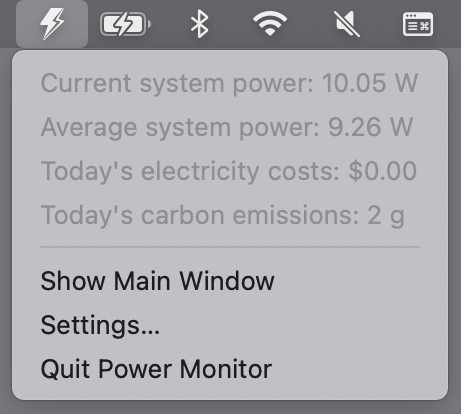 Current system power: 10.05 W
Average system power: 9.26 W
Today's electricity costs: $0.00
Today's carbon emissions: 2 g
Show Main Window
Settings...
Quit Power Monitor